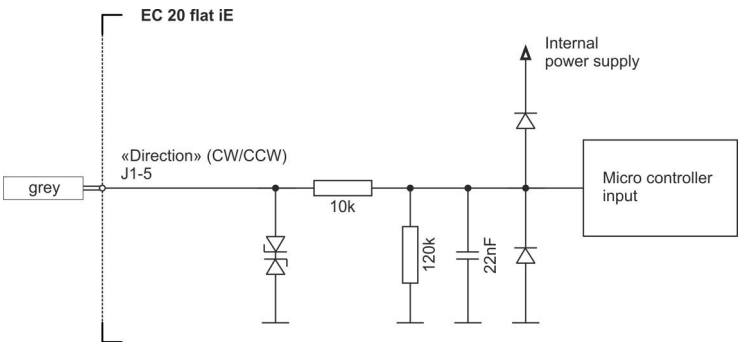 EC 20 flat iE
Internal
power supply
«Direction» (CW/CCW)
J1-5
grey
10k
120k
22nF
Micro controller
input